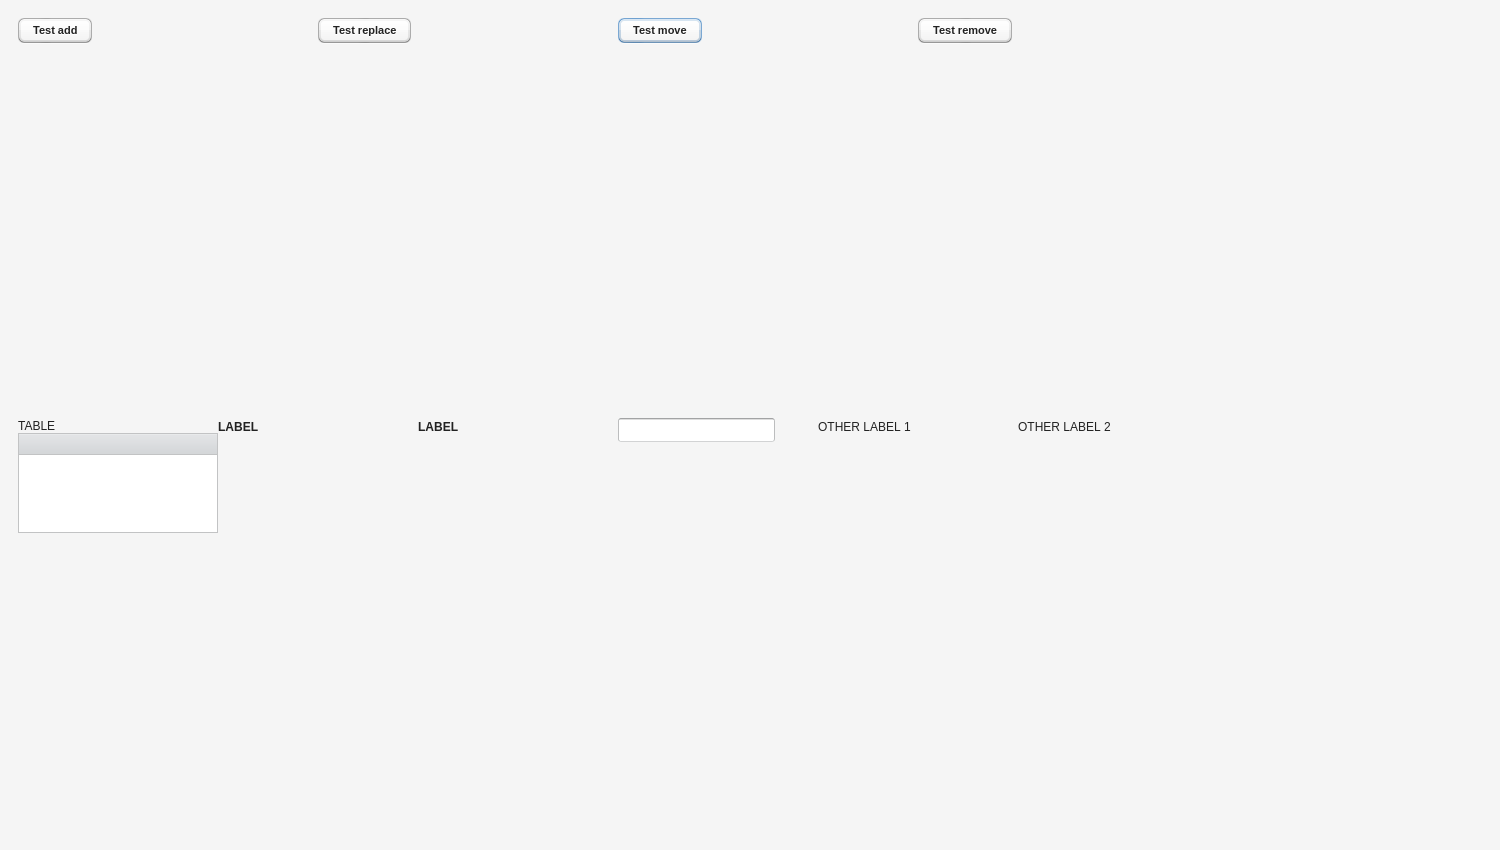 Test add
Test replace
Test move
Test remove
TABLE
LABEL
LABEL
OTHER LABEL 1
OTHER LABEL 2